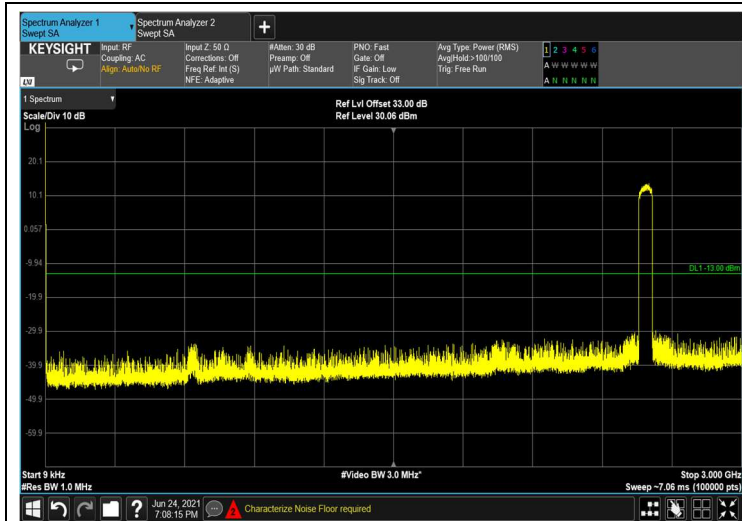 Spectrum Analyzer 1
Swept SA
Spectrum Analyzer 2
Swept SA
+
KEYSIGHT
LXI
Input: RF
Coupling: AC
Align: Auto/No RF
Input Z: 50 Ω
Corrections: Off
Freq Ref: Int (S)
NFE: Adaptive
#Atten: 30 dB
Preamp: Off
µW Path: Standard
PNO: Fast
Gate: Off
IF Gain: Low
Sig Track: Off
Avg Type: Power (RMS)
Avg|Hold:>100/100
Trig: Free Run
1 2 3 4 5 6
A W W W W W
A N N N N N
1 Spectrum
Scale/Div 10 dB
Ref Lvl Offset 33.00 dB
Ref Level 30.06 dBm
Log
20.1
10.1
0.057
-9.94
DL1 -13.00 dBm
-19.9
-29.9
-39.9
-49.9
-59.9
Start 9 kHz
#Video BW 3.0 MHz*
Stop 3.000 GHz
#Res BW 1.0 MHz
Sweep ~7.06 ms (100000 pts)
?
Jun 24, 2021
7:08:15 PM
2
Characterize Noise Floor required